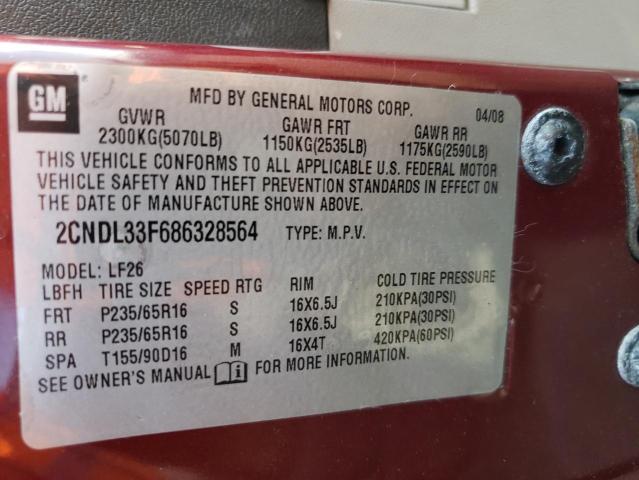 GM
MFD BY GENERAL MOTORS CORP. 04/08
GVWR GAWR FRT GAWR RR
2300KG(5070LB) 1150KG(2535LB) 1175KG(2590LB)
THIS VEHICLE CONFORMS TO ALL APPLICABLE U.S. FEDERAL MOTOR
VEHICLE SAFETY AND THEFT PREVENTION STANDARDS IN EFFECT ON
THE DATE OF MANUFACTURE SHOWN ABOVE.
2CNDL33F686328564 TYPE: M.P.V.
MODEL: LF26
LBFH TIRE SIZE SPEED RTG RIM COLD TIRE PRESSURE
FRT P235/65R16 S 16X6.5J 210KPA(30PSI)
RR P235/65R16 S 16X6.5J 210KPA(30PSI)
SPA T155/90D16 M 16X4T 420KPA(60PSI)
SEE OWNER'S MANUAL FOR MORE INFORMATION.